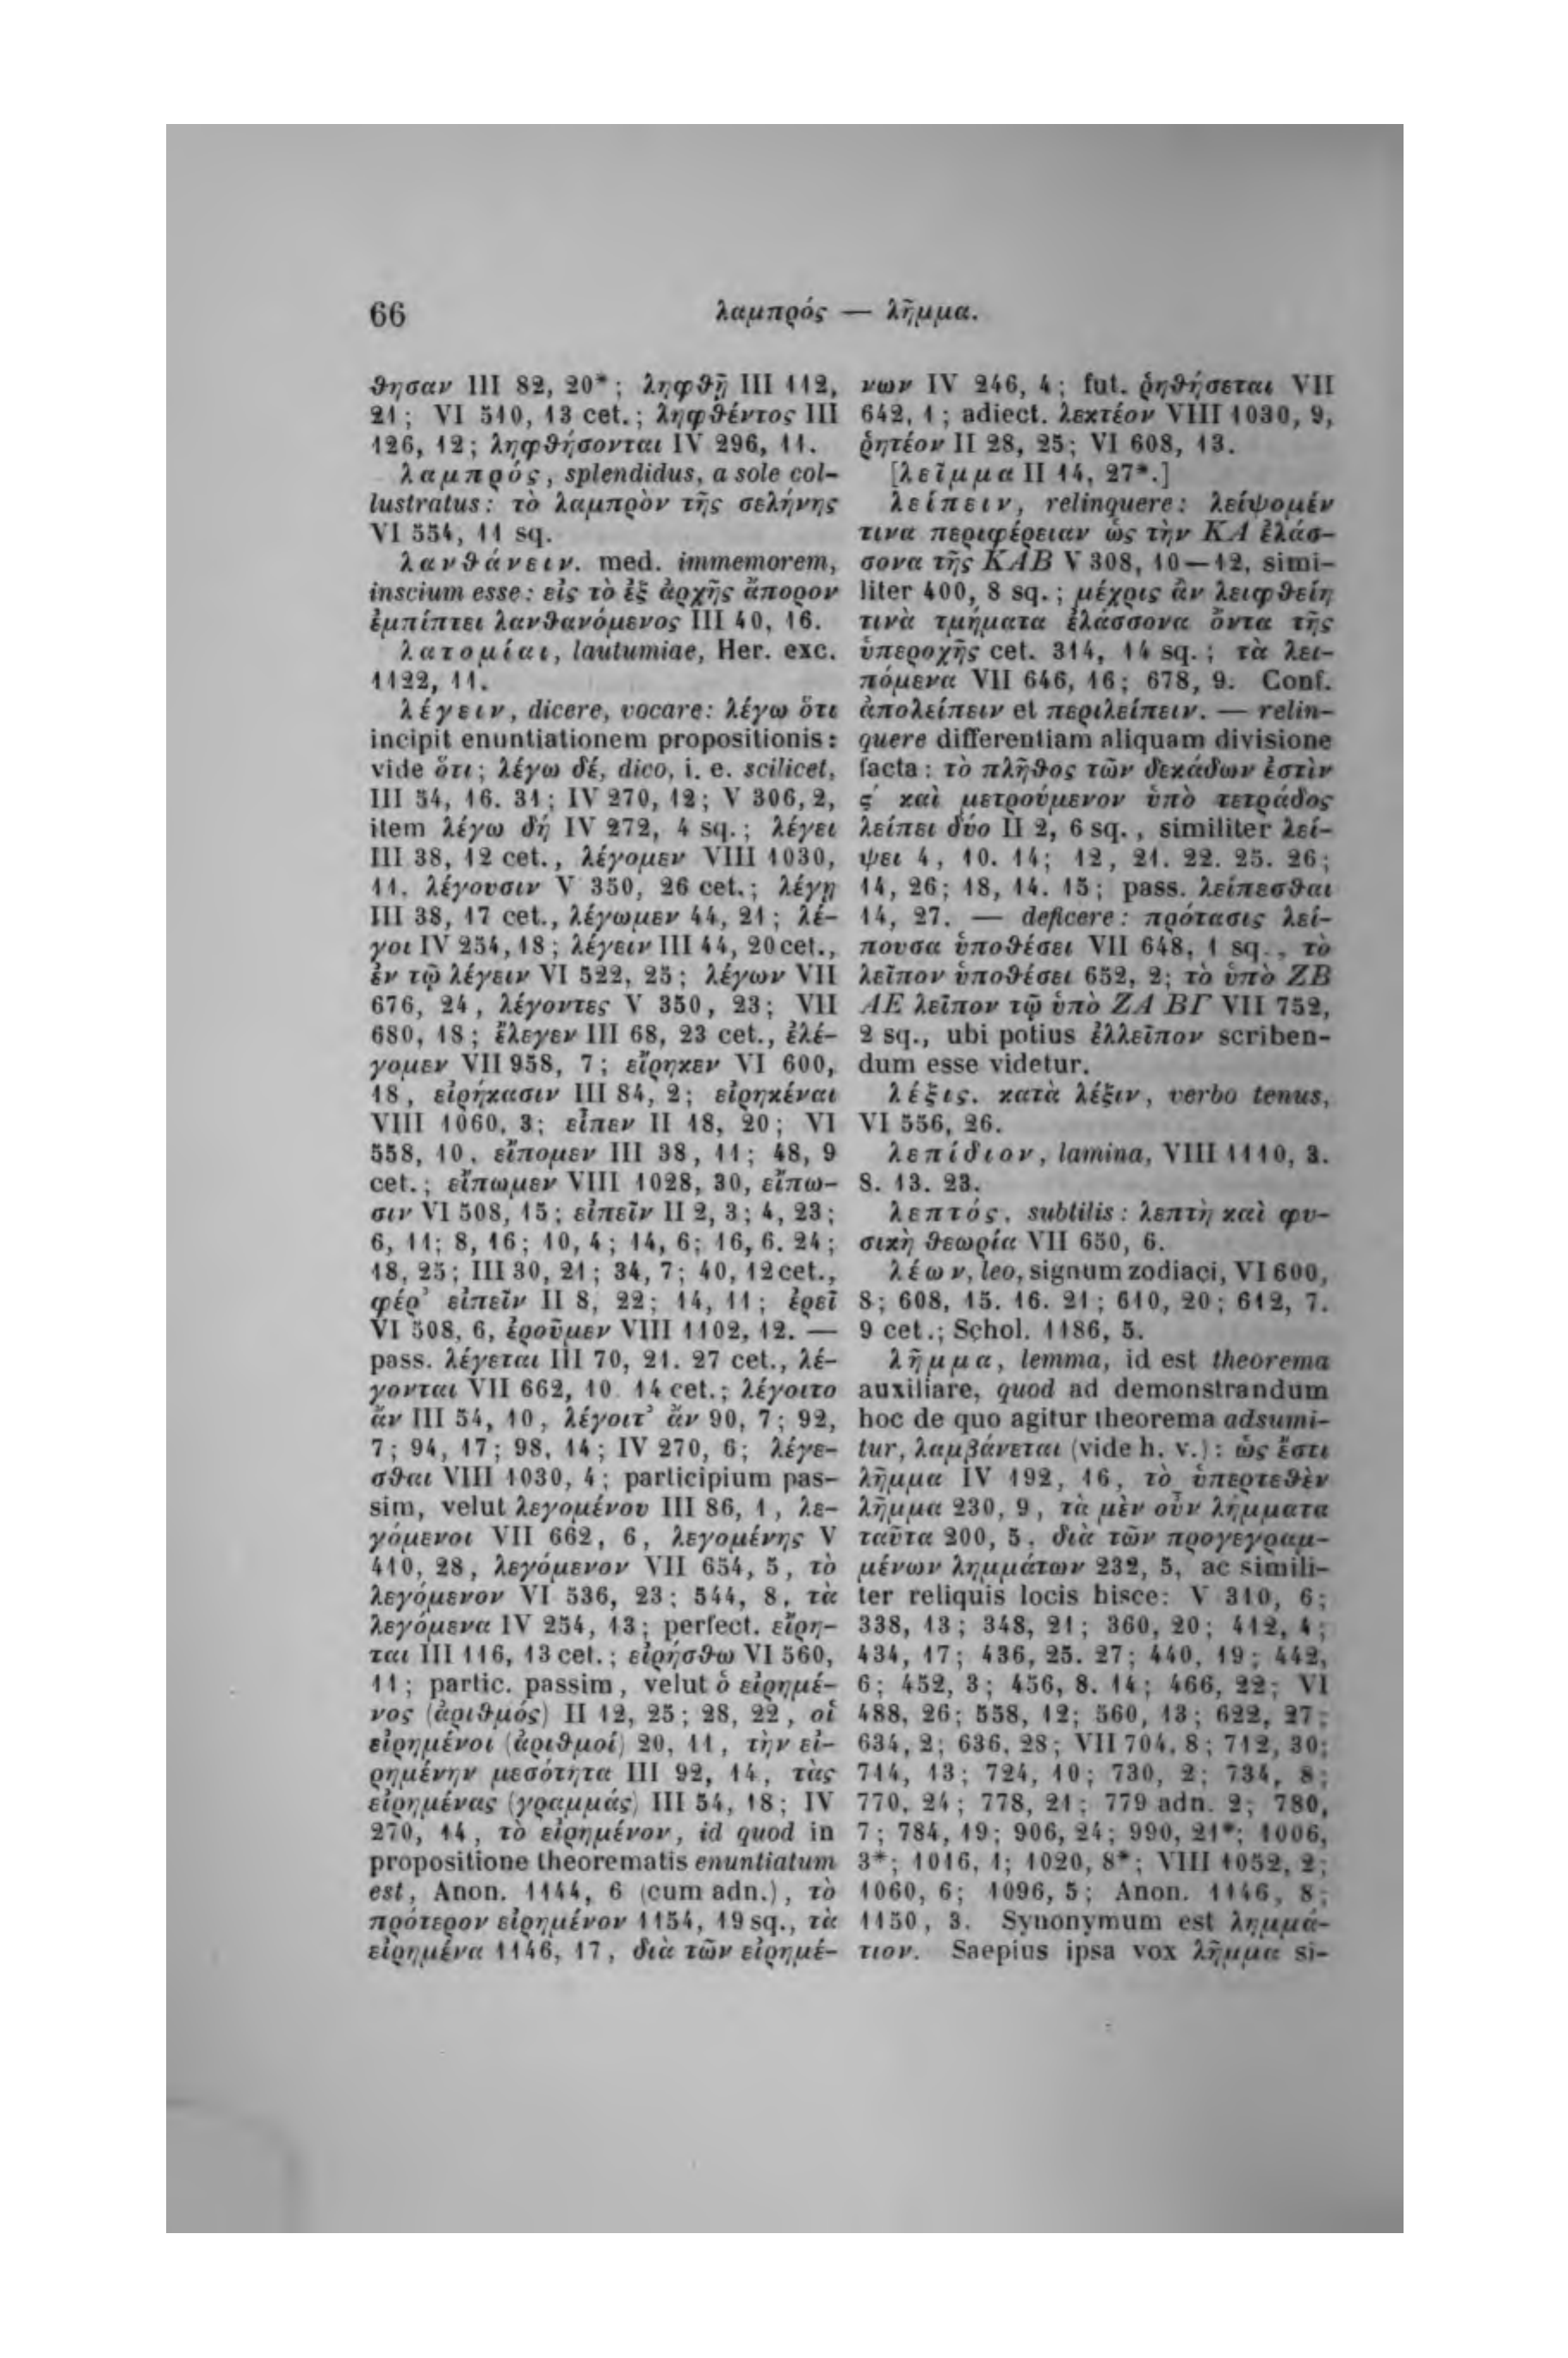 66
λαμπρός — λῆμμα.
θησαν III 82, 20*; ληφθῇ III 112,
21; VI 510, 13 cet.; ληφθέντος III
126, 12; ληφθήσονται IV 296, 11.
λαμπρός, splendidus, a sole col-
lustratus: τὸ λαμπρὸν τῆς σελήνης
VI 554, 11 sq.
λανθάνειν. med. immemorem,
inscium esse: εἰς τὸ ἐξ ἀρχῆς ἄπορον
ἐμπίπτει λανθανόμενος III 40, 16.
λατομίαι, lautumiae, Her. exc.
1122, 11.
λέγειν, dicere, vocare: λέγω ὅτι
incipit enuntiationem propositionis:
vide ὅτι; λέγω δέ, dico, i. e. scilicet,
III 54, 16. 31; IV 270, 12; V 306, 2,
item λέγω δή IV 272, 4 sq.; λέγει
III 38, 12 cet., λέγομεν VIII 1030,
11. λέγουσιν V 350, 26 cet.; λέγῃ
III 38, 17 cet., λέγωμεν 44, 21; λέ-
γοι IV 254, 18; λέγειν III 44, 20 cet.,
ἐν τῷ λέγειν VI 522, 25; λέγων VII
676, 24, λέγοντες V 350, 23; VII
680, 18; ἔλεγεν III 68, 23 cet., ἐλέ-
γομεν VII 958, 7; εἴρηκεν VI 600,
18, εἰρήκασιν III 84, 2; εἰρηκέναι
VIII 1060, 3; εἶπεν II 18, 20; VI
558, 10, εἴπομεν III 38, 11; 48, 9
cet.; εἴπωμεν VIII 1028, 30, εἴπω-
σιν VI 508, 15; εἰπεῖν II 2, 3; 4, 23;
6, 11; 8, 16; 10, 4; 14, 6; 16, 6. 24;
18, 25; III 30, 21; 34, 7; 40, 12 cet.,
φέρ' εἰπεῖν II 8, 22; 14, 11; ἐρεῖ
VI 508, 6, ἐροῦμεν VIII 1102, 12. —
pass. λέγεται III 70, 21. 27 cet., λέ-
γονται VII 662, 10. 14 cet.; λέγοιτο
ἄν III 54, 10, λέγοιτ' ἄν 90, 7; 92,
7; 94, 17; 98, 14; IV 270, 6; λέγε-
σθαι VIII 1030, 4; participium pas-
sim, velut λεγομένου III 86, 1, λε-
γόμενοι VII 662, 6, λεγομένης V
410, 28, λεγόμενον VII 654, 5, τὸ
λεγόμενον VI 536, 23; 544, 8, τὰ
λεγόμενα IV 254, 13; perfect. εἴρη-
ται III 116, 13 cet.; εἰρήσθω VI 560,
11; partic. passim, velut ὁ εἰρημέ-
νος (ἀριθμός) II 12, 25; 28, 22, οἱ
εἰρημένοι (ἀριθμοί) 20, 11, τὴν εἰ-
ρημένην μεσότητα III 92, 14, τὰς
εἰρημένας (γραμμάς) III 54, 18; IV
270, 14, τὸ εἰρημένον, id quod in
propositione theorematis enuntiatum
est, Anon. 1144, 6 (cum adn.), τὸ
πρότερον εἰρημένον 1154, 19 sq., τὰ
εἰρημένα 1146, 17, διὰ τῶν εἰρημέ-
νων IV 246, 4; fut. ῥηθήσεται VII
642, 1; adiect. λεκτέον VIII 1030, 9,
ῥητέον II 28, 25; VI 608, 13.
[λεῖμμα II 14, 27*.]
λείπειν, relinquere: λείψομέν
τινα περιφέρειαν ὡς τὴν ΚΑ ἐλάσ-
σονα τῆς ΚΑΒ V 308, 10—12, simi-
liter 400, 8 sq.; μέχρις ἂν λειφθείη
τινὰ τμήματα ἐλάσσονα ὄντα τῆς
ὑπεροχῆς cet. 314, 14 sq.; τὰ λει-
πόμενα VII 646, 16; 678, 9. Conf.
ἀπολείπειν et περιλείπειν. — relin-
quere differentiam aliquam divisione
facta: τὸ πλῆθος τῶν δεκάδων ἐστὶν
ς΄ καὶ μετρούμενον ὑπὸ τετράδος
λείπει δύο II 2, 6 sq., similiter λεί-
ψει 4, 10. 14; 12, 21. 22. 25. 26;
14, 26; 18, 14. 15; pass. λείπεσθαι
14, 27. — deficere: πρότασις λεί-
πουσα ὑποθέσει VII 648, 1 sq., τὸ
λεῖπον ὑποθέσει 652, 2; τὸ ὑπὸ ΖΒ
ΑΕ λεῖπον τῷ ὑπὸ ΖΑ ΒΓ VII 752,
2 sq., ubi potius ἐλλεῖπον scriben-
dum esse videtur.
λέξις. κατὰ λέξιν, verbo tenus,
VI 556, 26.
λεπίδιον, lamina, VIII 1110, 3.
8. 13. 23.
λεπτός, subtilis: λεπτὴ καὶ φυ-
σικὴ θεωρία VII 650, 6.
λέων, leo, signum zodiaci, VI 600,
8; 608, 15. 16. 21; 610, 20; 612, 7.
9 cet.; Schol. 1186, 5.
λῆμμα, lemma, id est theorema
auxiliare, quod ad demonstrandum
hoc de quo agitur theorema adsumi-
tur, λαμβάνεται (vide h. v.): ὡς ἔστι
λῆμμα IV 192, 16, τὸ ὑπερτεθὲν
λῆμμα 230, 9, τὰ μὲν οὖν λήμματα
ταῦτα 200, 5, διὰ τῶν προγεγραμ-
μένων λημμάτων 232, 5, ac simili-
ter reliquis locis hisce: V 310, 6;
338, 13; 348, 21; 360, 20; 412, 4;
434, 17; 436, 25. 27; 440, 19; 442,
6; 452, 3; 456, 8. 14; 466, 22; VI
488, 26; 558, 12; 560, 13; 622, 27;
634, 2; 636, 28; VII 704, 8; 712, 30;
714, 13; 724, 10; 730, 2; 734, 8;
770, 24; 778, 21; 779 adn. 2; 780,
7; 784, 19; 906, 24; 990, 21*; 1006,
3*; 1016, 1; 1020, 8*; VIII 1052, 2;
1060, 6; 1096, 5; Anon. 1146, 8;
1150, 3. Synonymum est λημμά-
τιον. Saepius ipsa vox λῆμμα si-